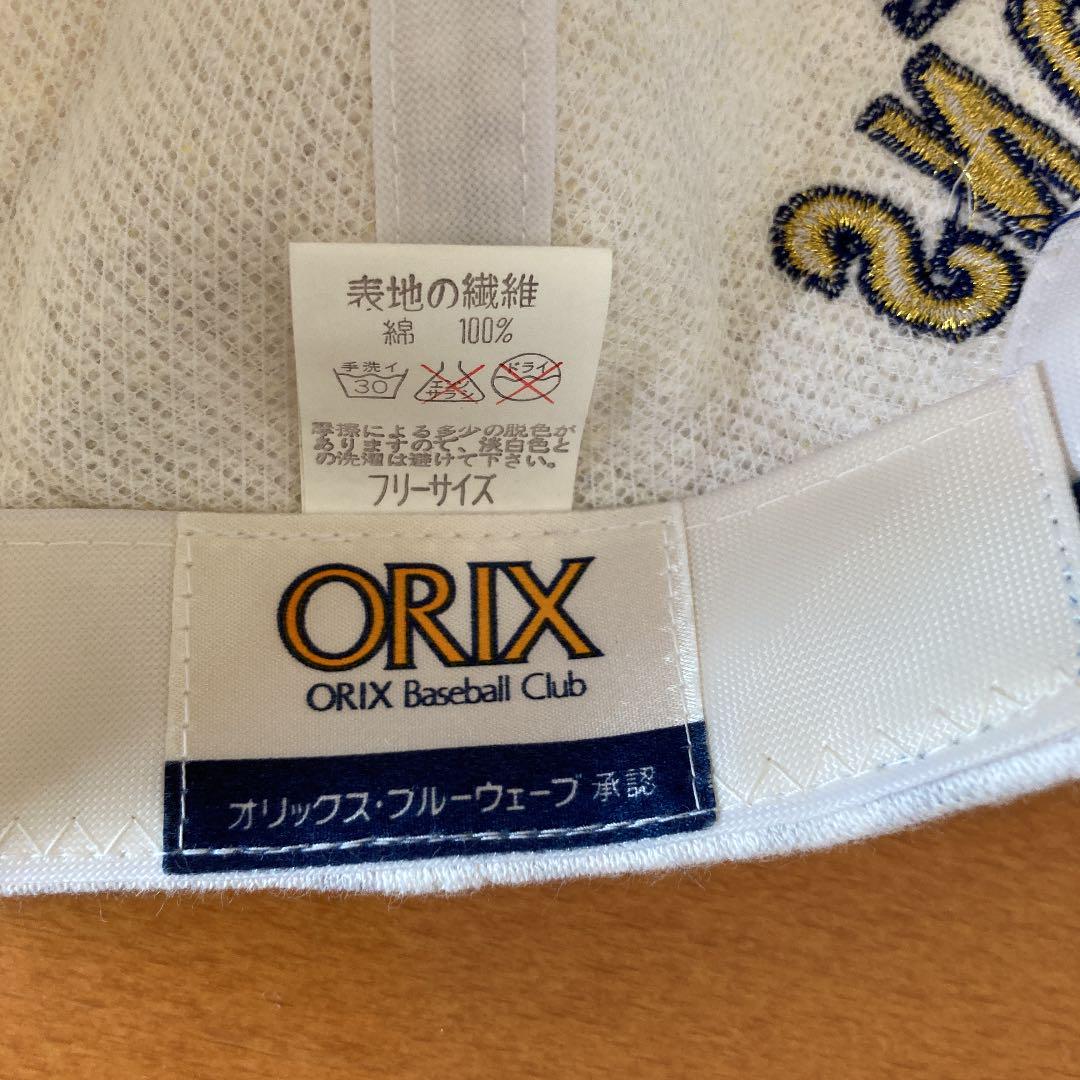 表地の繊維
綿 100%
手洗イ
30
エンソ
サラシ
ドライ
摩擦による多少の脱色が
ありますので、淡白色と
の洗濯は避けて下さい。
フリーサイズ
ORIX
ORIX Baseball Club
オリックス・ブルーウェーブ 承認
NS